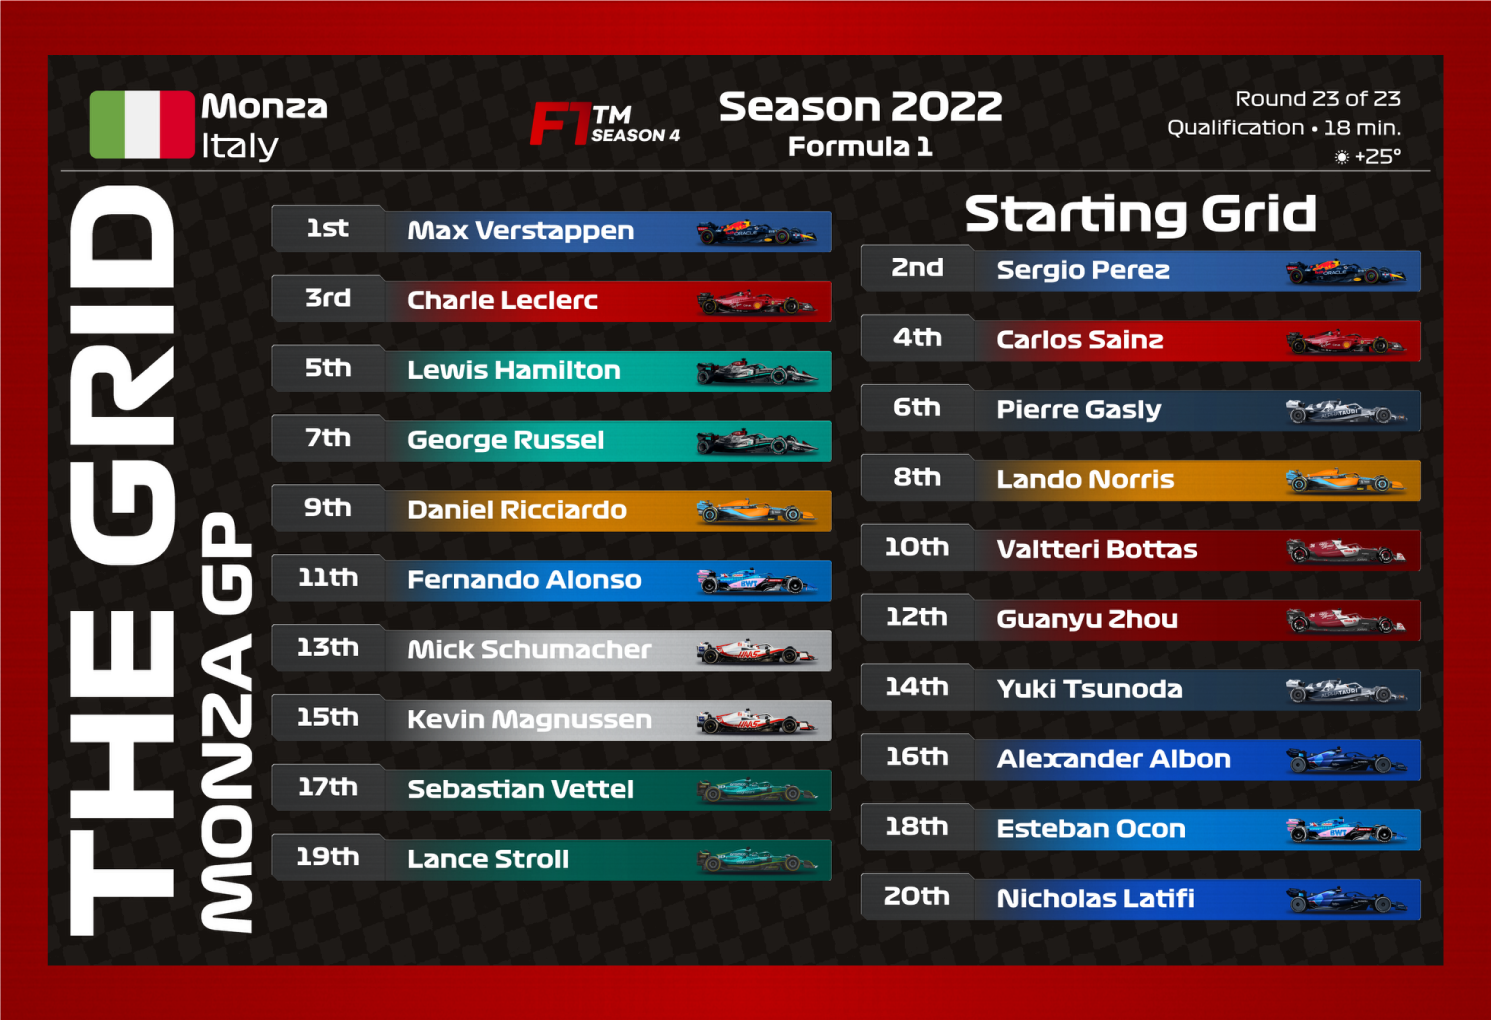 Monza
Italy
F1 TM
SEASON 4
Season 2022
Formula 1
Round 23 of 23
Qualification • 18 min.
+25°
THE GRID
MONZA GP
Starting Grid
1st Max Verstappen
2nd Sergio Perez
3rd Charle Leclerc
4th Carlos Sainz
5th Lewis Hamilton
6th Pierre Gasly
7th George Russel
8th Lando Norris
9th Daniel Ricciardo
10th Valtteri Bottas
11th Fernando Alonso
12th Guanyu Zhou
13th Mick Schumacher
14th Yuki Tsunoda
15th Kevin Magnussen
16th Alexander Albon
17th Sebastian Vettel
18th Esteban Ocon
19th Lance Stroll
20th Nicholas Latifi